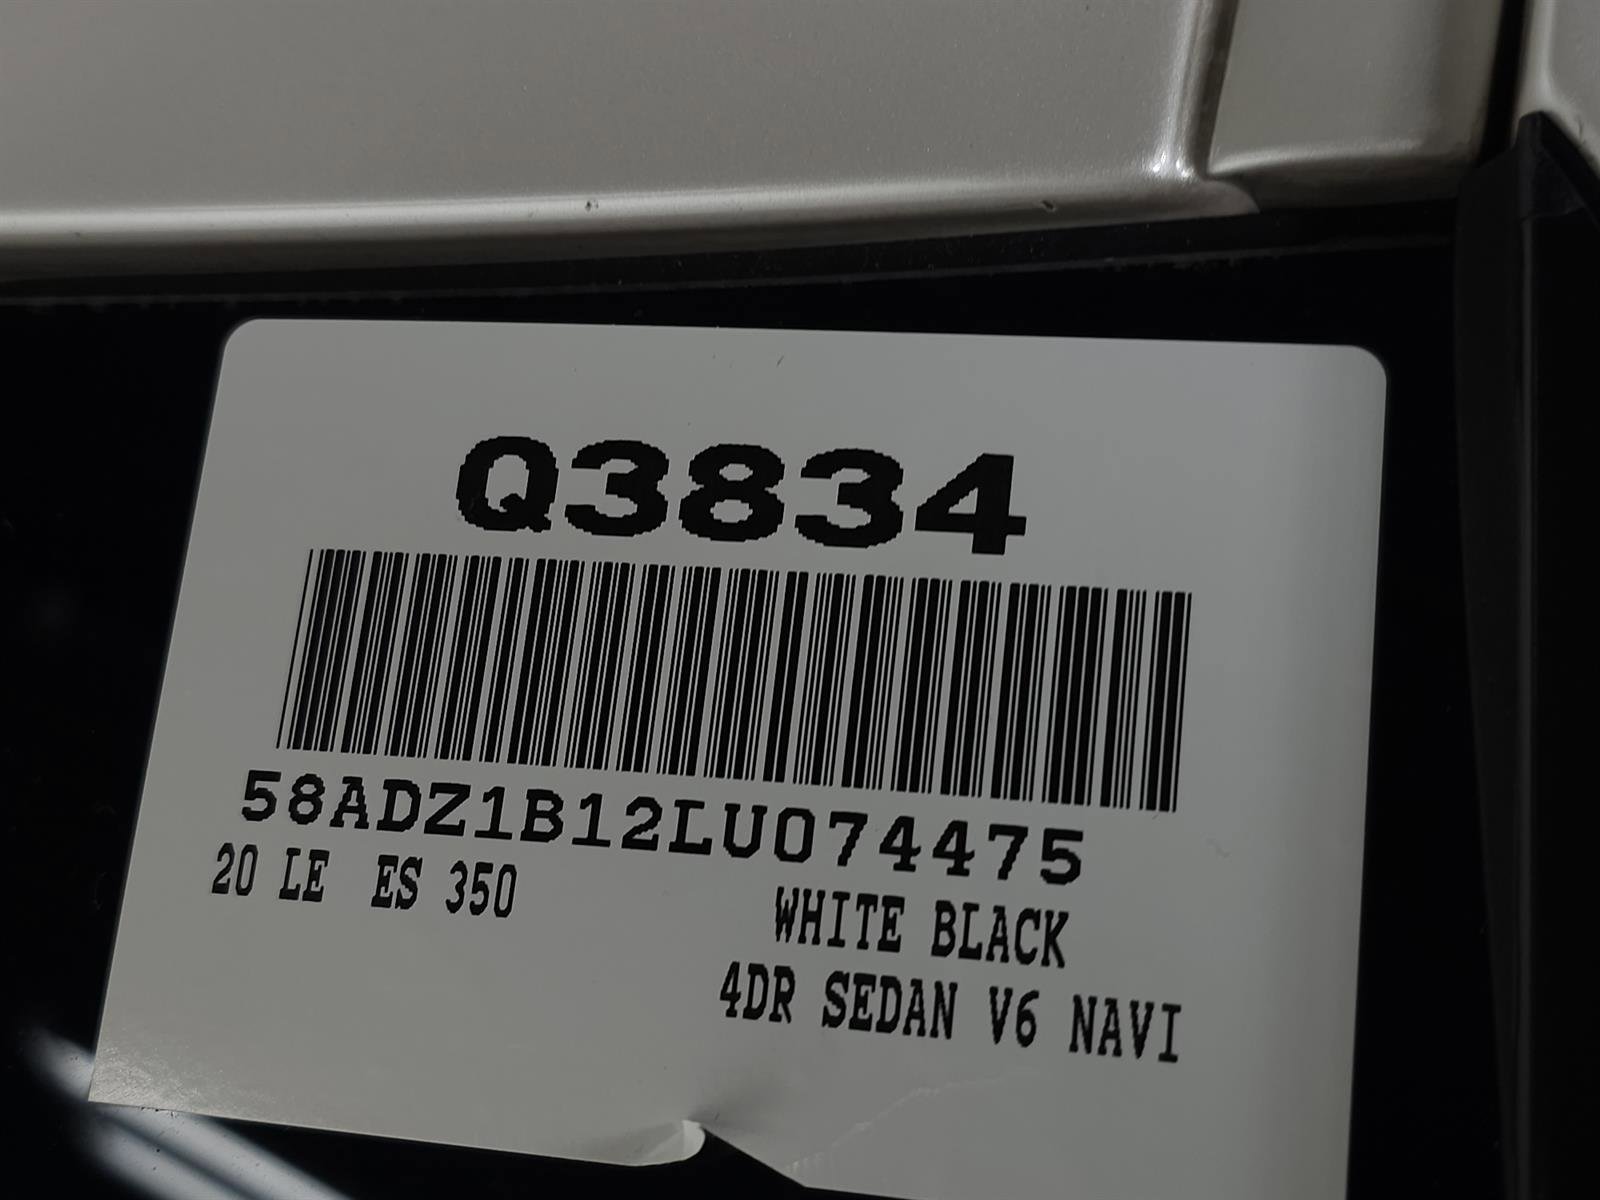 Q3834
58ADZ1B12LU074475
20 LE ES 350
WHITE BLACK
4DR SEDAN V6 NAVI